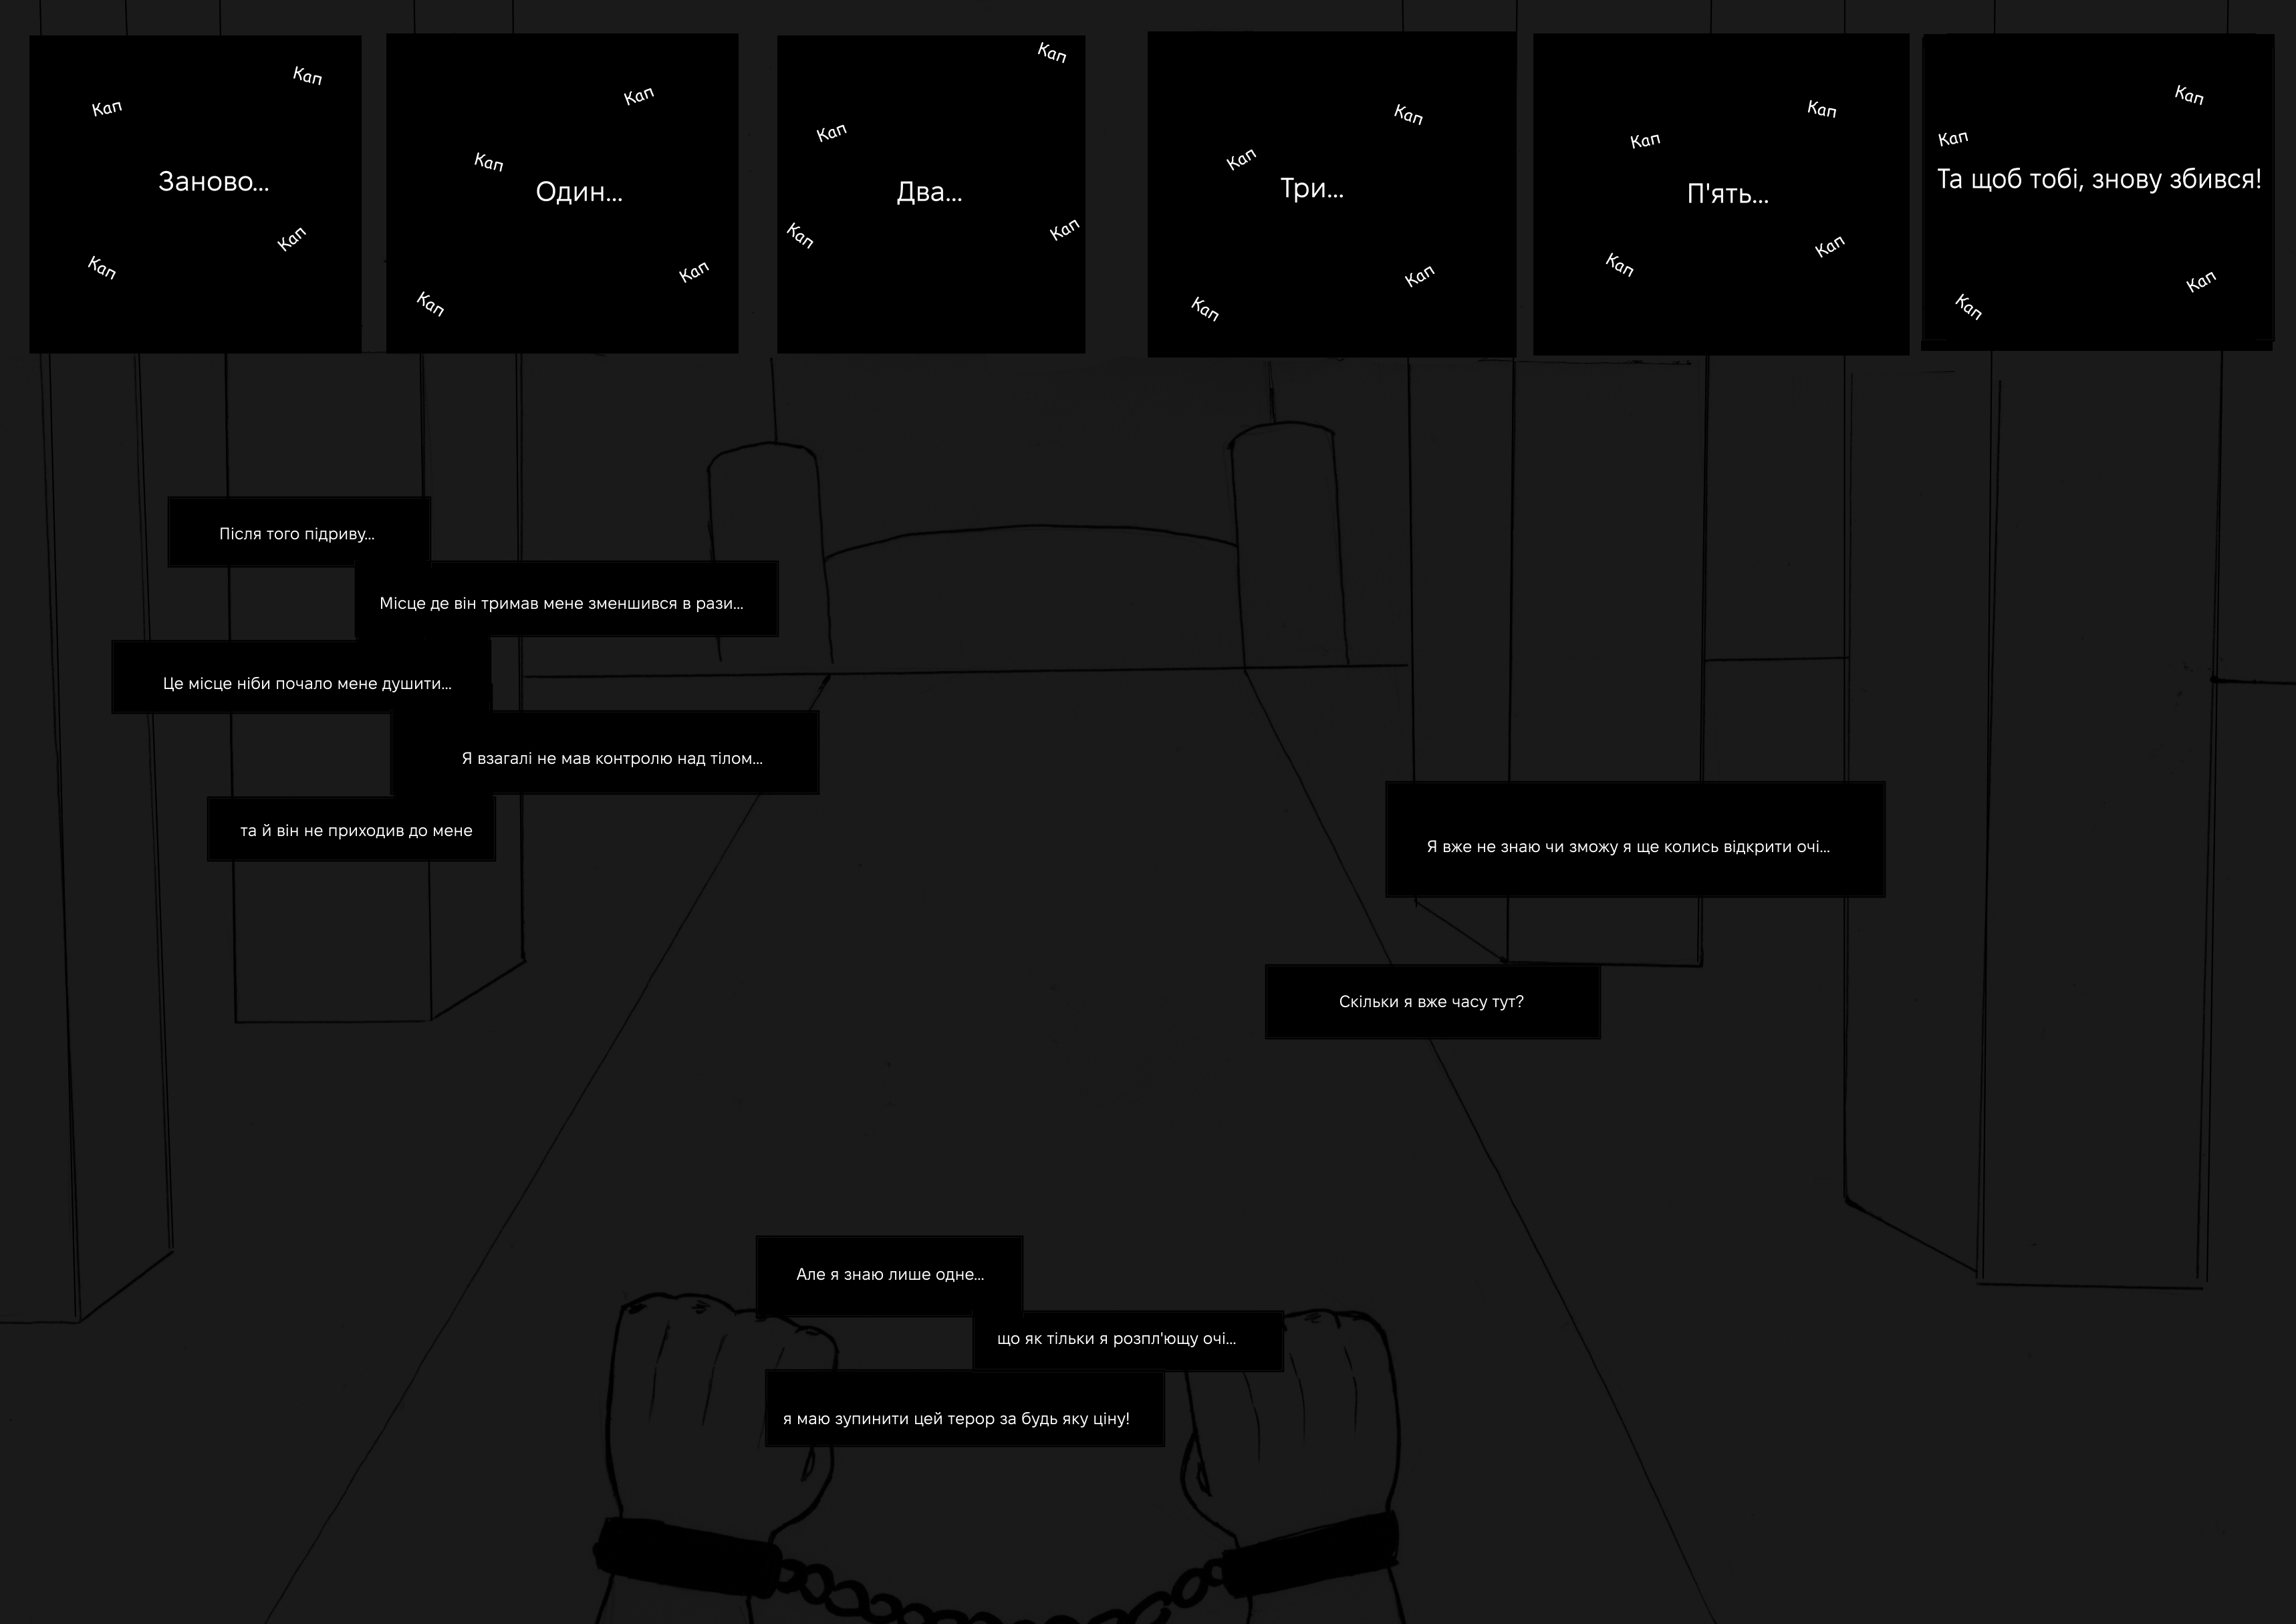 Кап
Кап
Заново...
Кап
Кап
Кап
Кап
Один...
Кап
Кап
Кап
Кап
Два...
Кап
Кап
Кап
Кап
Три...
Кап
Кап
Кап
Кап
П'ять...
Кап
Кап
Кап
Кап
Та щоб тобі, знову збився!
Кап
Кап
Після того підриву...
Місце де він тримав мене зменшився в рази...
Це місце ніби почало мене душити...
Я взагалі не мав контролю над тілом...
та й він не приходив до мене
Я вже не знаю чи зможу я ще колись відкрити очі...
Скільки я вже часу тут?
Але я знаю лише одне...
що як тільки я розпл'ющу очі...
я маю зупинити цей терор за будь яку ціну!